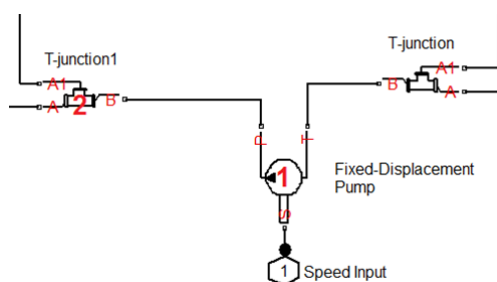 T-junction1
T-junction
A1
A
2
B
B
A1
A
P
T
1
Fixed-Displacement
Pump
S
1
Speed Input